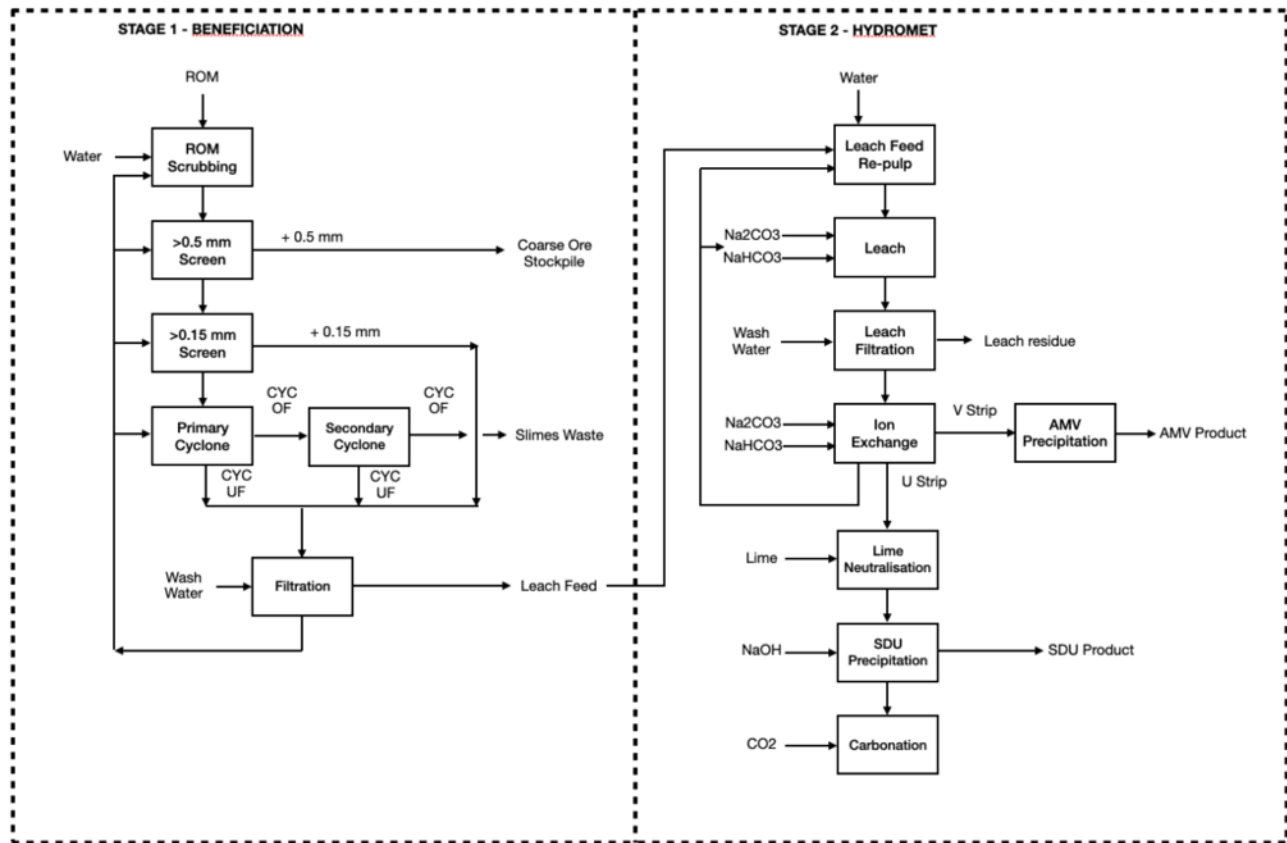 STAGE 1 - BENEFICIATION
ROM
Water
ROM
Scrubbing
>0.5 mm
Screen
+ 0.5 mm
Coarse Ore
Stockpile
>0.15 mm
Screen
+ 0.15 mm
Primary
Cyclone
CYC
OF
Secondary
Cyclone
CYC
OF
Slimes Waste
CYC
UF
CYC
UF
Wash
Water
Filtration
Leach Feed
STAGE 2 - HYDROMET
Water
Leach Feed
Re-pulp
Na2CO3
NaHCO3
Leach
Wash
Water
Leach
Filtration
Leach residue
Na2CO3
NaHCO3
Ion
Exchange
V Strip
AMV
Precipitation
AMV Product
U Strip
Lime
Lime
Neutralisation
NaOH
SDU
Precipitation
SDU Product
CO2
Carbonation